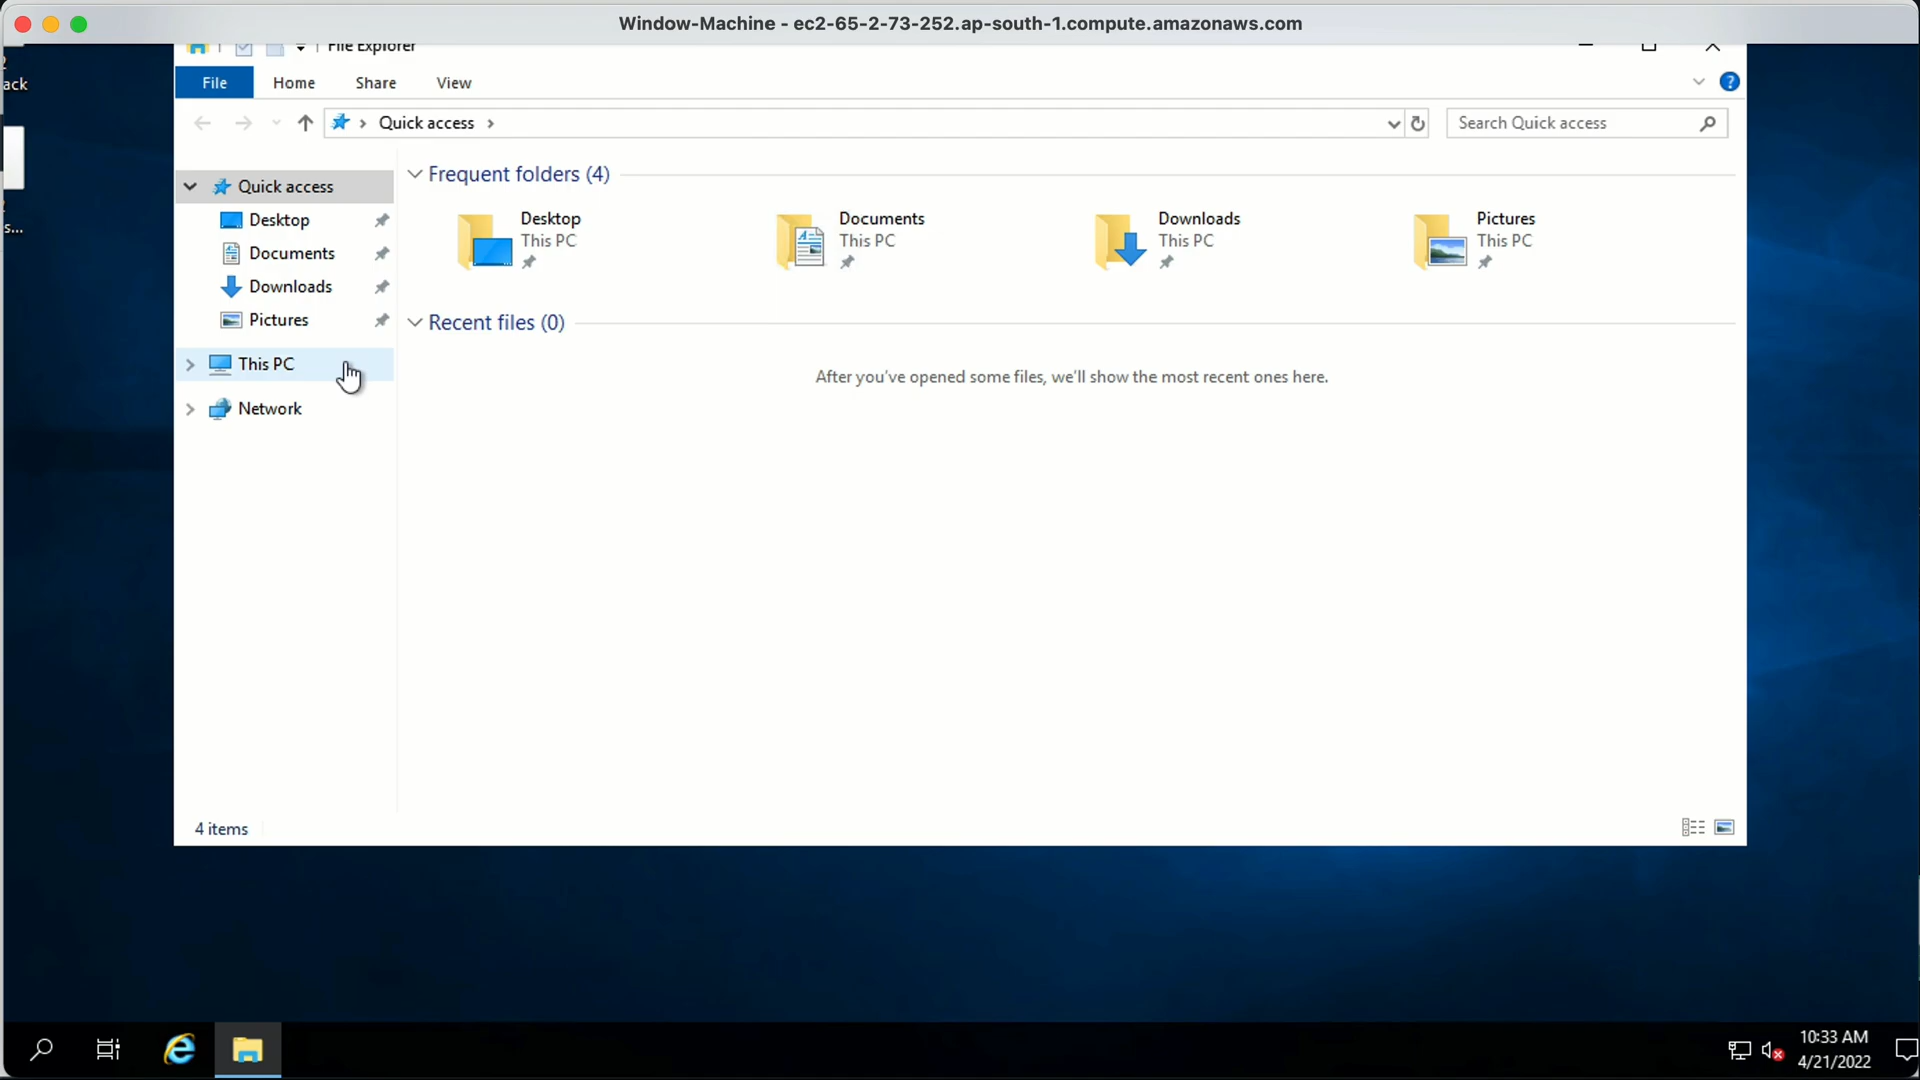 Window-Machine - ec2-65-2-73-252.ap-south-1.compute.amazonaws.com
File Explorer
ack
s...
File Home Share View
Quick access
Search Quick access
Quick access
Desktop
Documents
Downloads
Pictures
This PC
Network
Frequent folders (4)
Desktop
This PC
Documents
This PC
Downloads
This PC
Pictures
This PC
Recent files (0)
After you've opened some files, we'll show the most recent ones here.
4 items
10:33 AM
4/21/2022